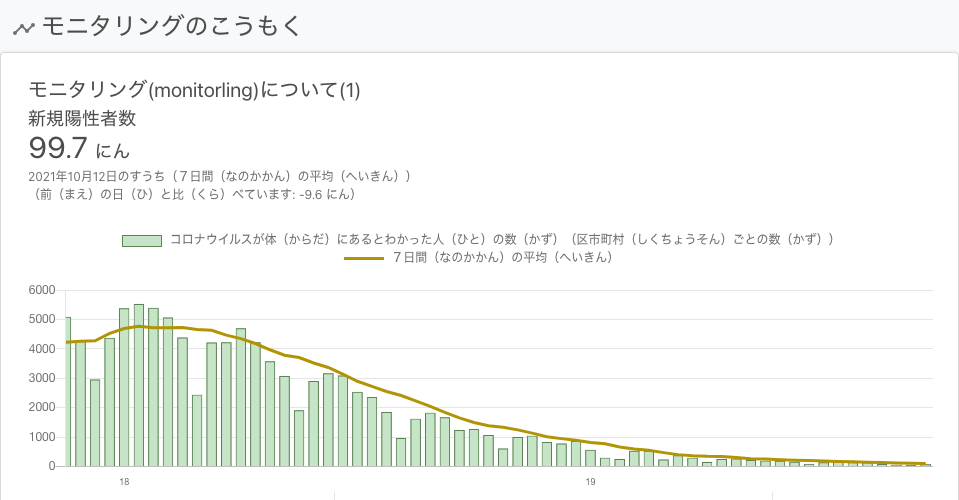 モニタリングのこうもく
モニタリング(monitorling)について(1)
新規陽性者数
99.7 にん
2021年10月12日のすうち（７日間（なのかかん）の平均（へいきん））
（前（まえ）の日（ひ）と比（くら）べています: -9.6 にん）
コロナウイルスが体（からだ）にあるとわかった人（ひと）の数（かず）（区市町村（しくちょうそん）ごとの数（かず））
７日間（なのかかん）の平均（へいきん）
6000
5000
4000
3000
2000
1000
0
18 19